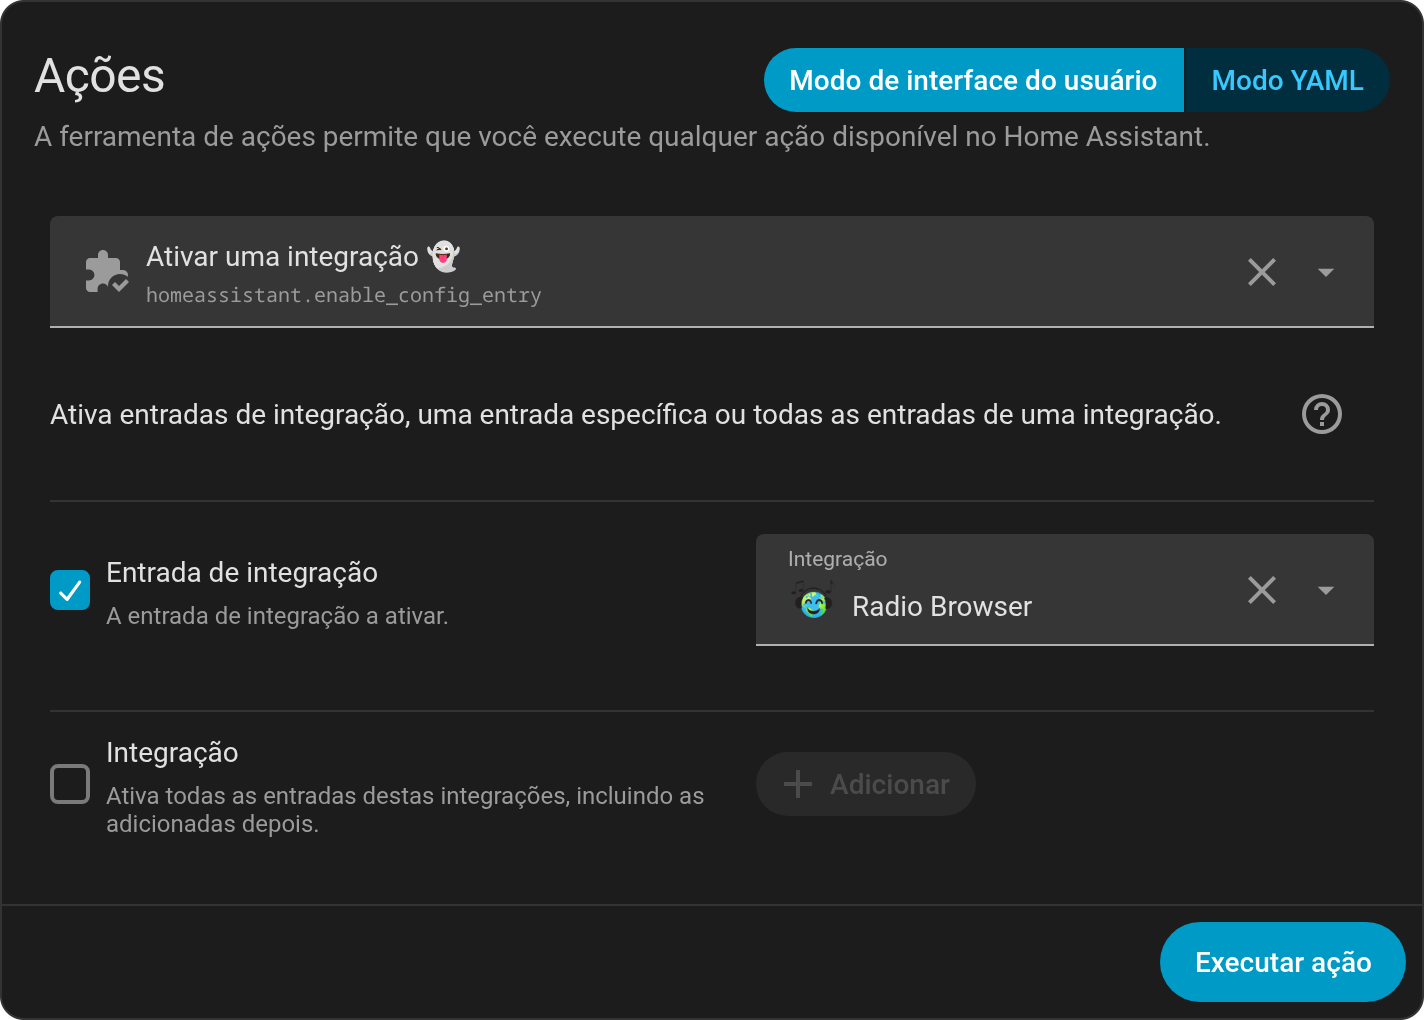 Ações
Modo de interface do usuário
Modo YAML
A ferramenta de ações permite que você execute qualquer ação disponível no Home Assistant.
Ativar uma integração 👻
homeassistant.enable_config_entry
Ativa entradas de integração, uma entrada específica ou todas as entradas de uma integração.
Entrada de integração
A entrada de integração a ativar.
Integração
Radio Browser
Integração
Ativa todas as entradas destas integrações, incluindo as
adicionadas depois.
Adicionar
Executar ação